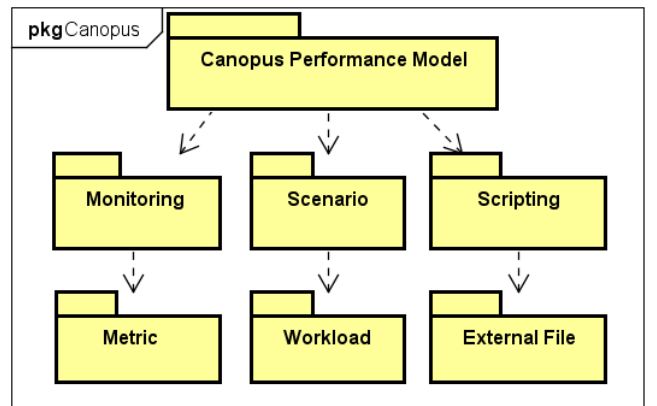 pkgCanopus
Canopus Performance Model
Monitoring
Scenario
Scripting
Metric
Workload
External File